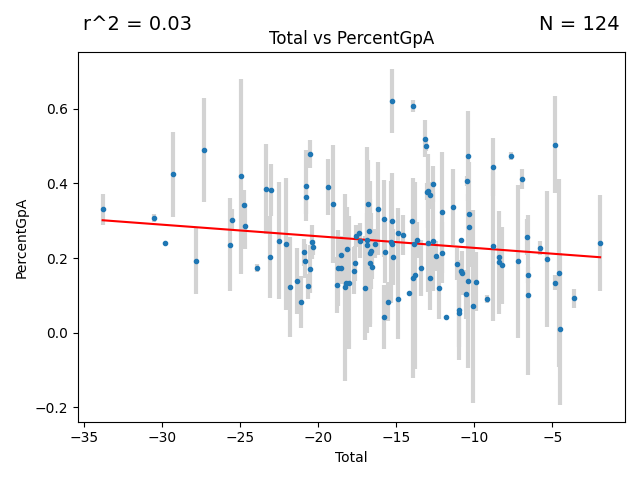 r^2 = 0.03
N = 124
Total vs PercentGpA
PercentGpA
0.6
0.4
0.2
0.0
−0.2
−35
−30
−25
−20
−15
−10
−5
Total